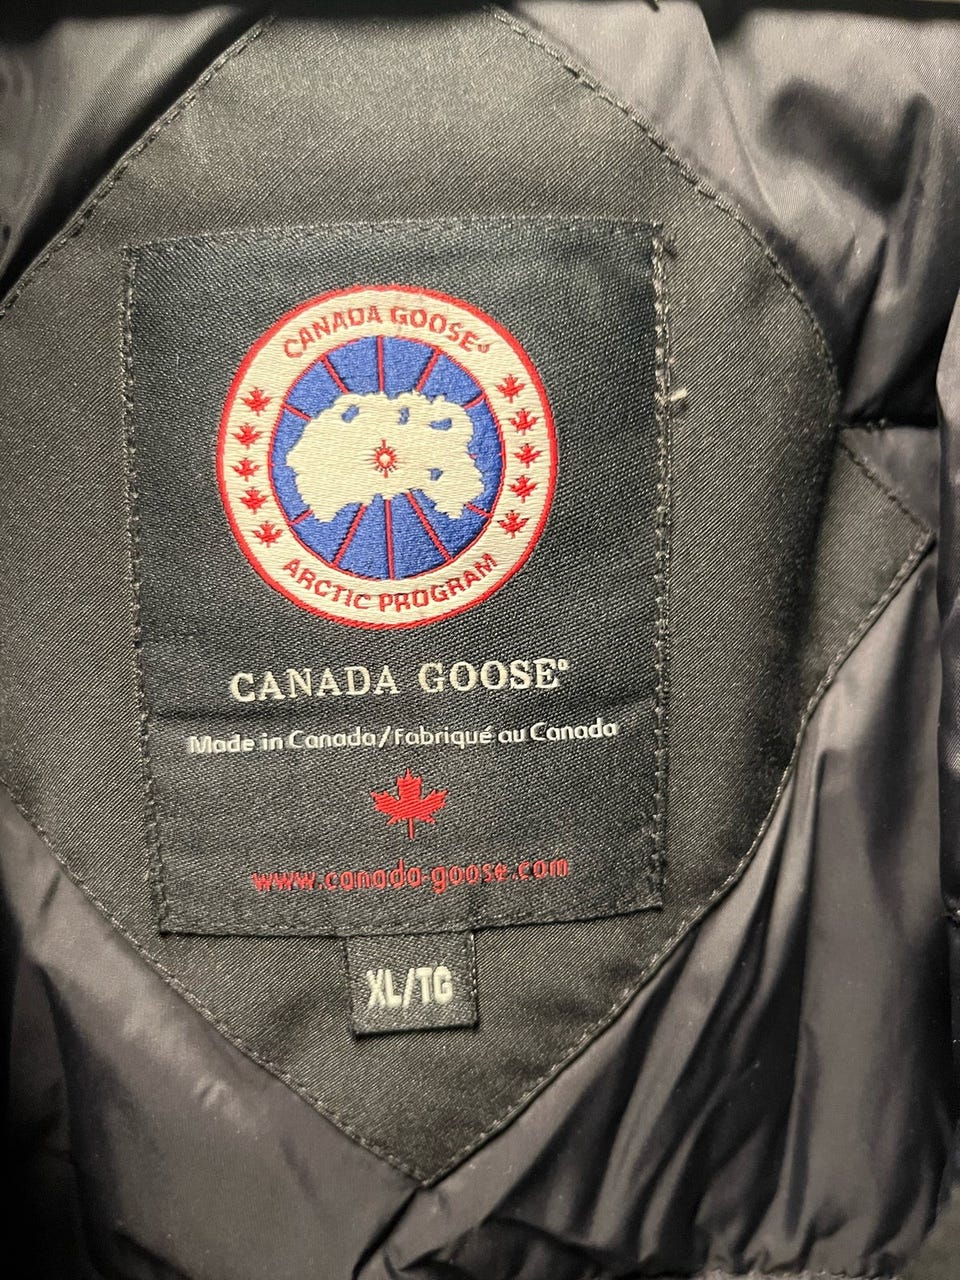 CANADA GOOSE®
ARCTIC PROGRAM
CANADA GOOSE®
Made in Canada/Fabriqué au Canada
www.canada-goose.com
XL/TG